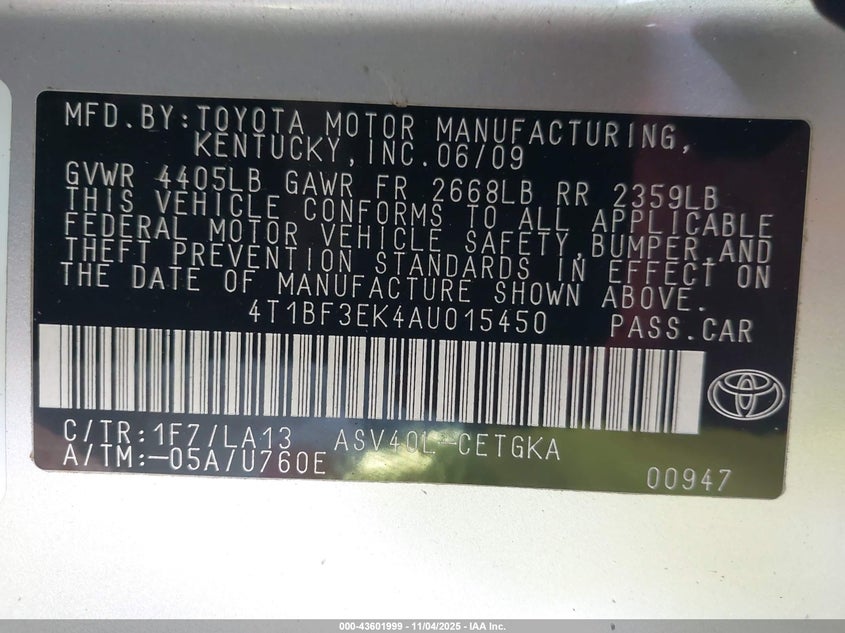 MFD.BY:TOYOTA MOTOR MANUFACTURING,
KENTUCKY,INC.06/09
GVWR 4405LB GAWR FR 2668LB RR 2359LB
THIS VEHICLE CONFORMS TO ALL APPLICABLE
FEDERAL MOTOR VEHICLE SAFETY,BUMPER,AND
THEFT PREVENTION STANDARDS IN EFFECT ON
THE DATE OF MANUFACTURE SHOWN ABOVE.
4T1BF3EK4AU015450 PASS.CAR
C/TR:1F7/LA13 ASV40L-CETGKA
A/TM:-05A/U760E
00947
000-43601999 - 11/04/2025 - IAA Inc.